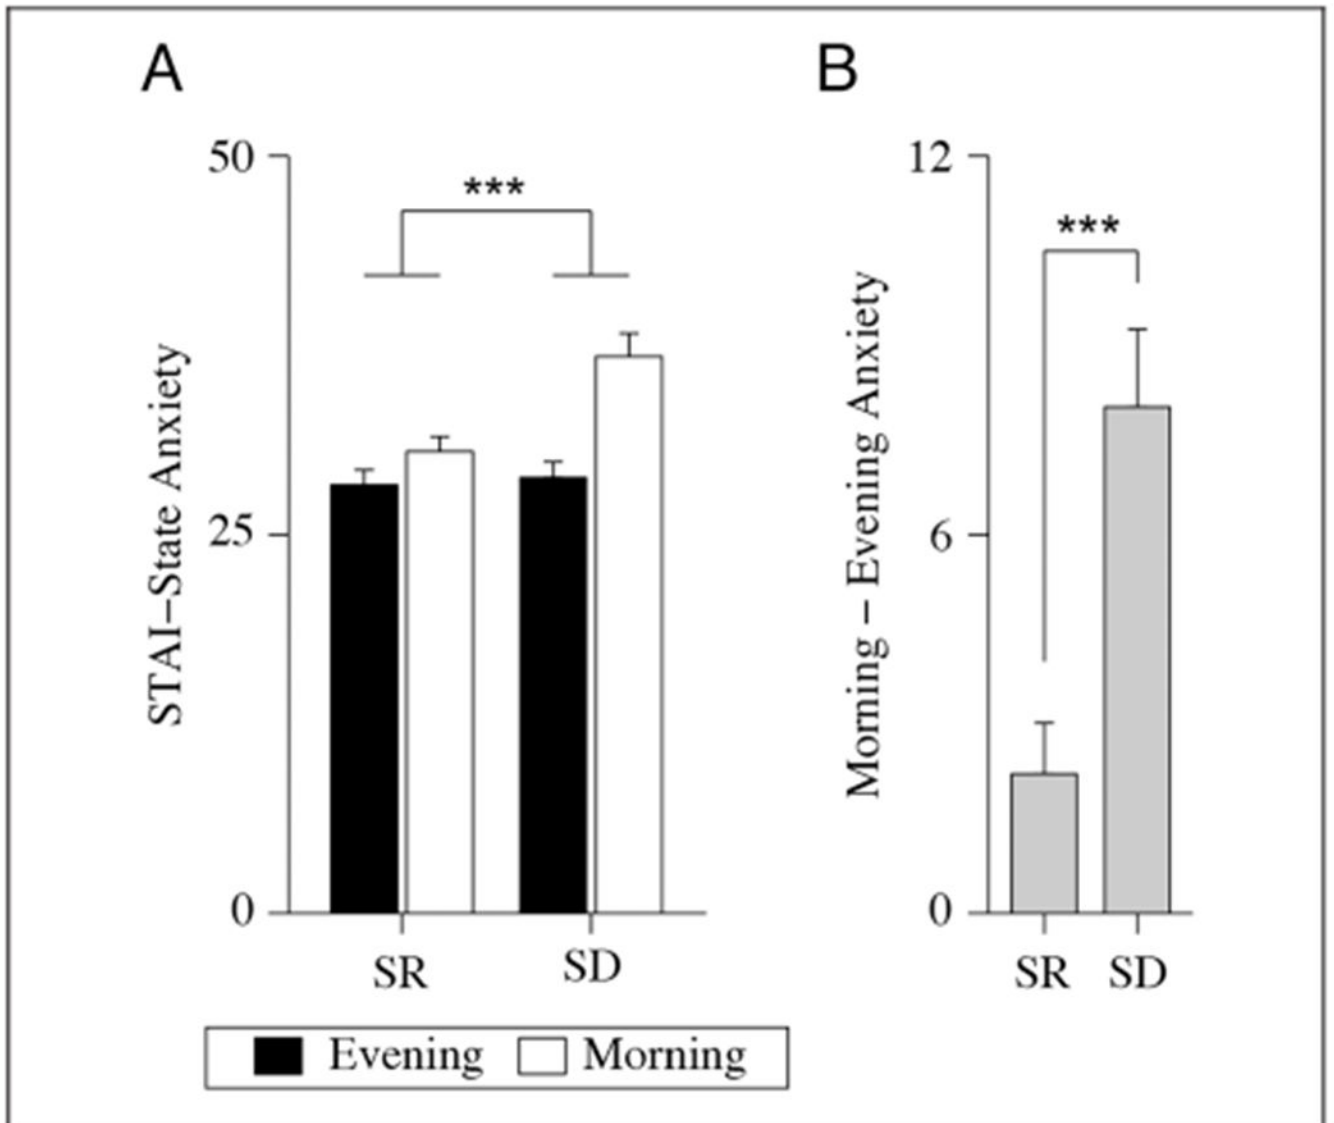 A
B
50
25
0
STAI–State Anxiety
***
SR
SD
Evening
Morning
12
6
0
Morning – Evening Anxiety
***
SR
SD